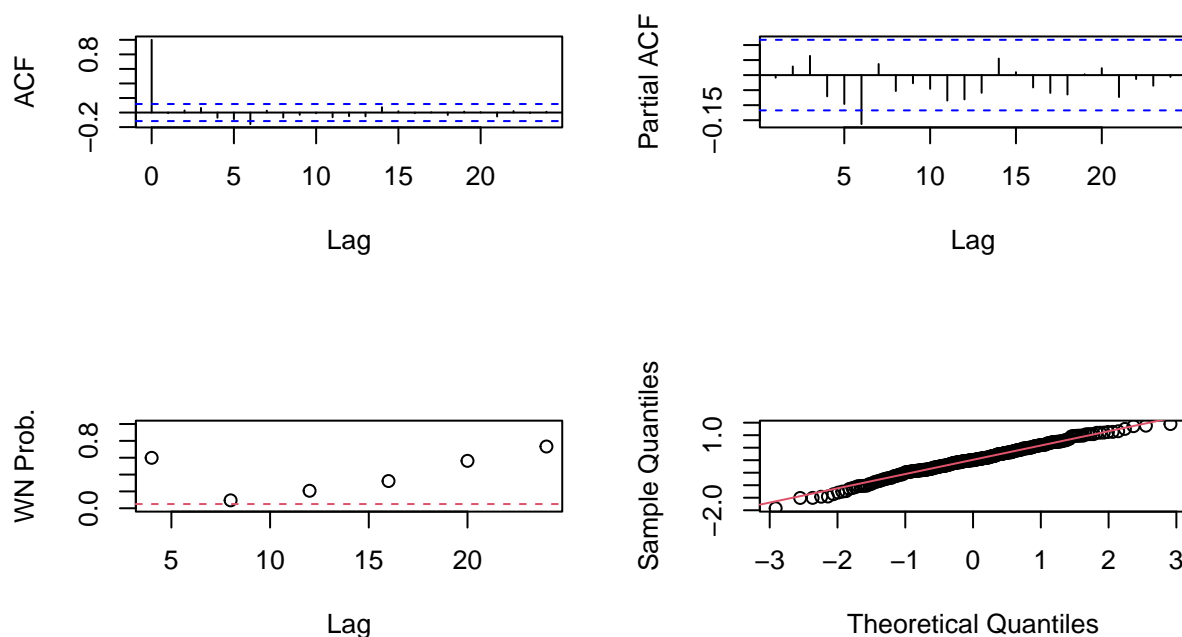 ACF
0.8
−0.2
0 5 10 15 20
Lag
Partial ACF
−0.15
5 10 15 20
Lag
WN Prob.
0.8
0.0
5 10 15 20
Lag
Sample Quantiles
1.0
−2.0
−3 −2 −1 0 1 2 3
Theoretical Quantiles